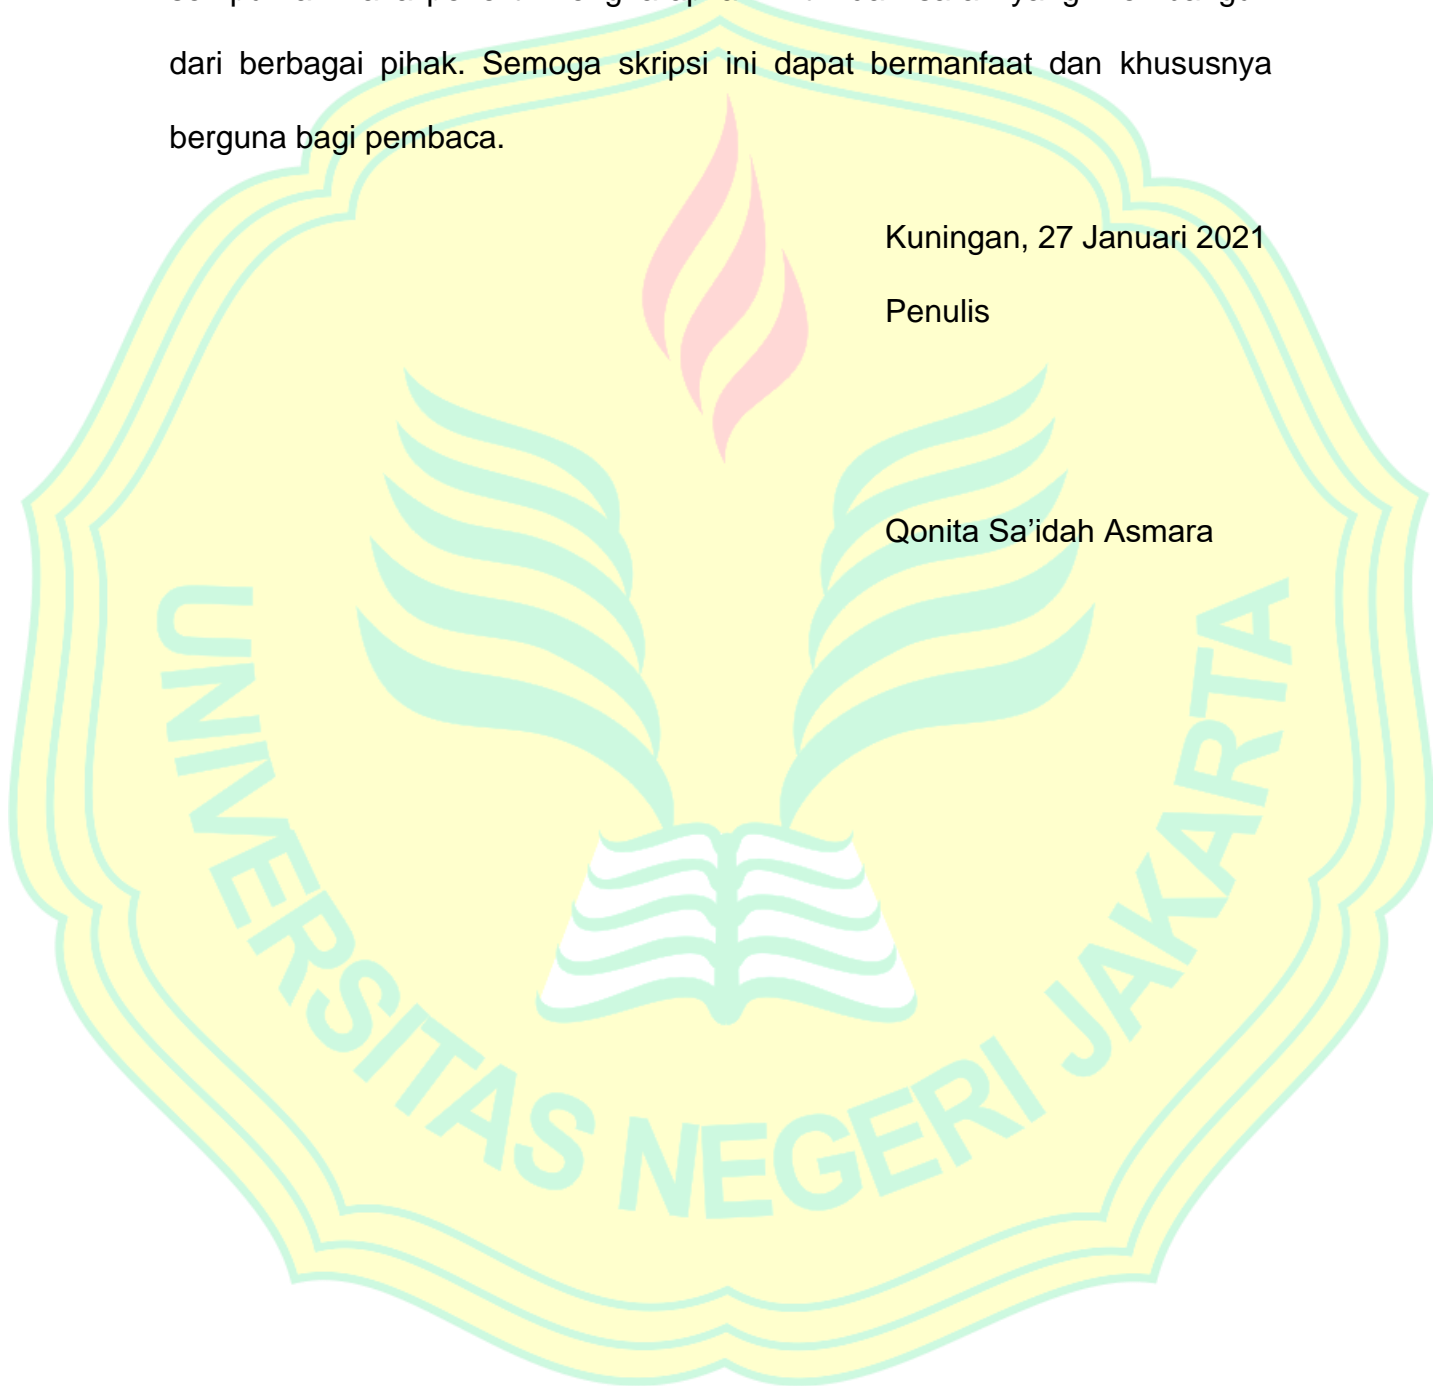 dari berbagai pihak. Semoga skripsi ini dapat bermanfaat dan khususnya
berguna bagi pembaca.
Kuningan, 27 Januari 2021
Penulis
Qonita Sa’idah Asmara
UNIVERSITAS NEGERI JAKARTA